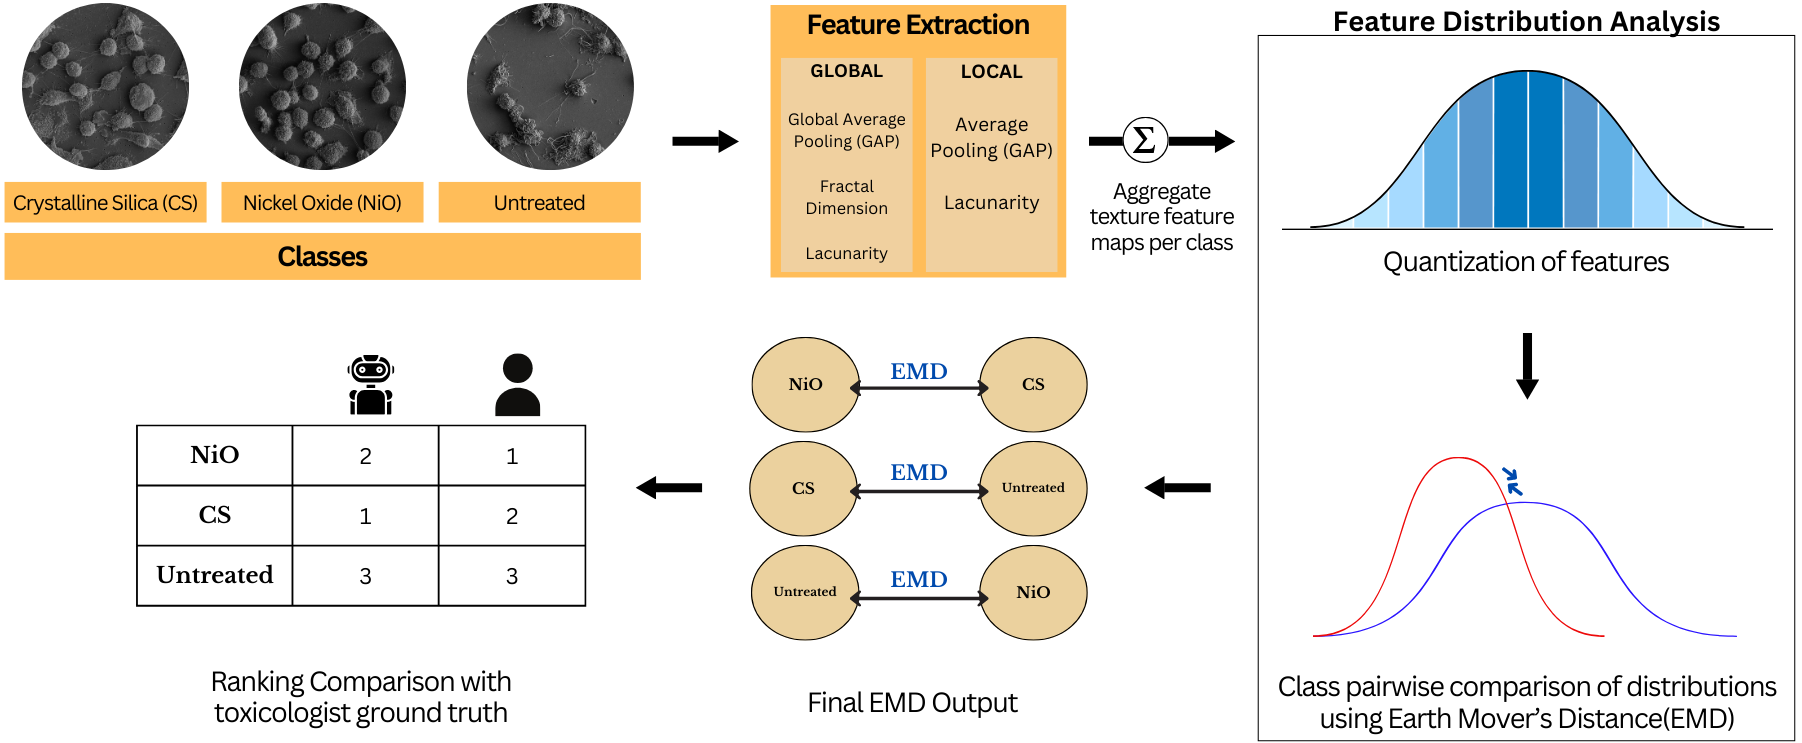 Crystalline Silica (CS)
Nickel Oxide (NiO)
Untreated
Classes
Feature Extraction
GLOBAL
Global Average
Pooling (GAP)
Fractal
Dimension
Lacunarity
LOCAL
Average
Pooling (GAP)
Lacunarity
Σ
Aggregate
texture feature
maps per class
Feature Distribution Analysis
Quantization of features
Class pairwise comparison of distributions
using Earth Mover's Distance(EMD)
NiO EMD CS
CS EMD Untreated
Untreated EMD NiO
Final EMD Output
NiO 2 1
CS 1 2
Untreated 3 3
Ranking Comparison with
toxicologist ground truth